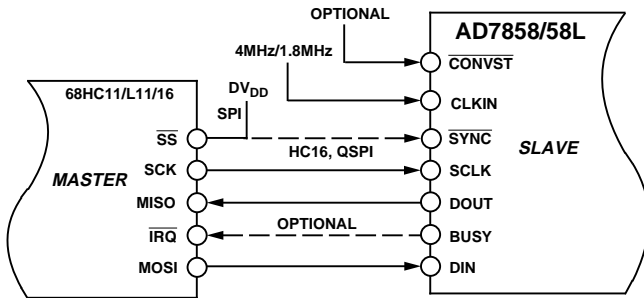 OPTIONAL
AD7858/58L
4MHz/1.8MHz
CONVST
DVDD
68HC11/L11/16
SPI
CLKIN
SS
SYNC
HC16, QSPI
SLAVE
SCK
SCLK
MASTER
MISO
DOUT
OPTIONAL
IRQ
BUSY
MOSI
DIN